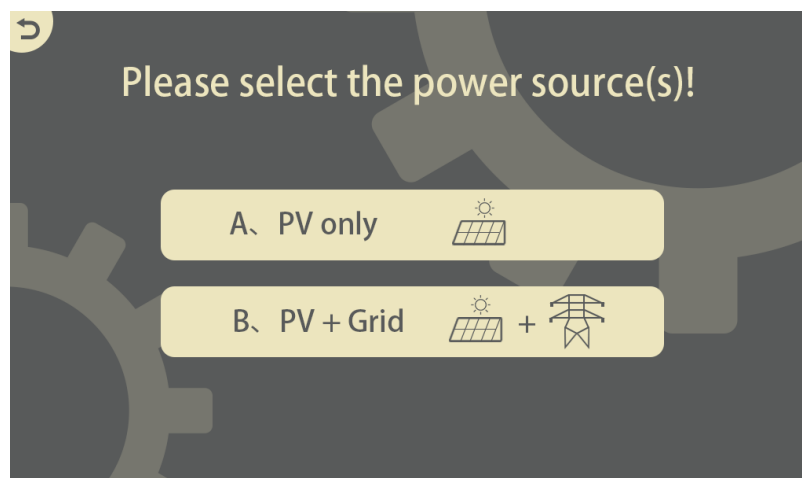 Please select the power source(s)!
A、PV only
B、PV + Grid +